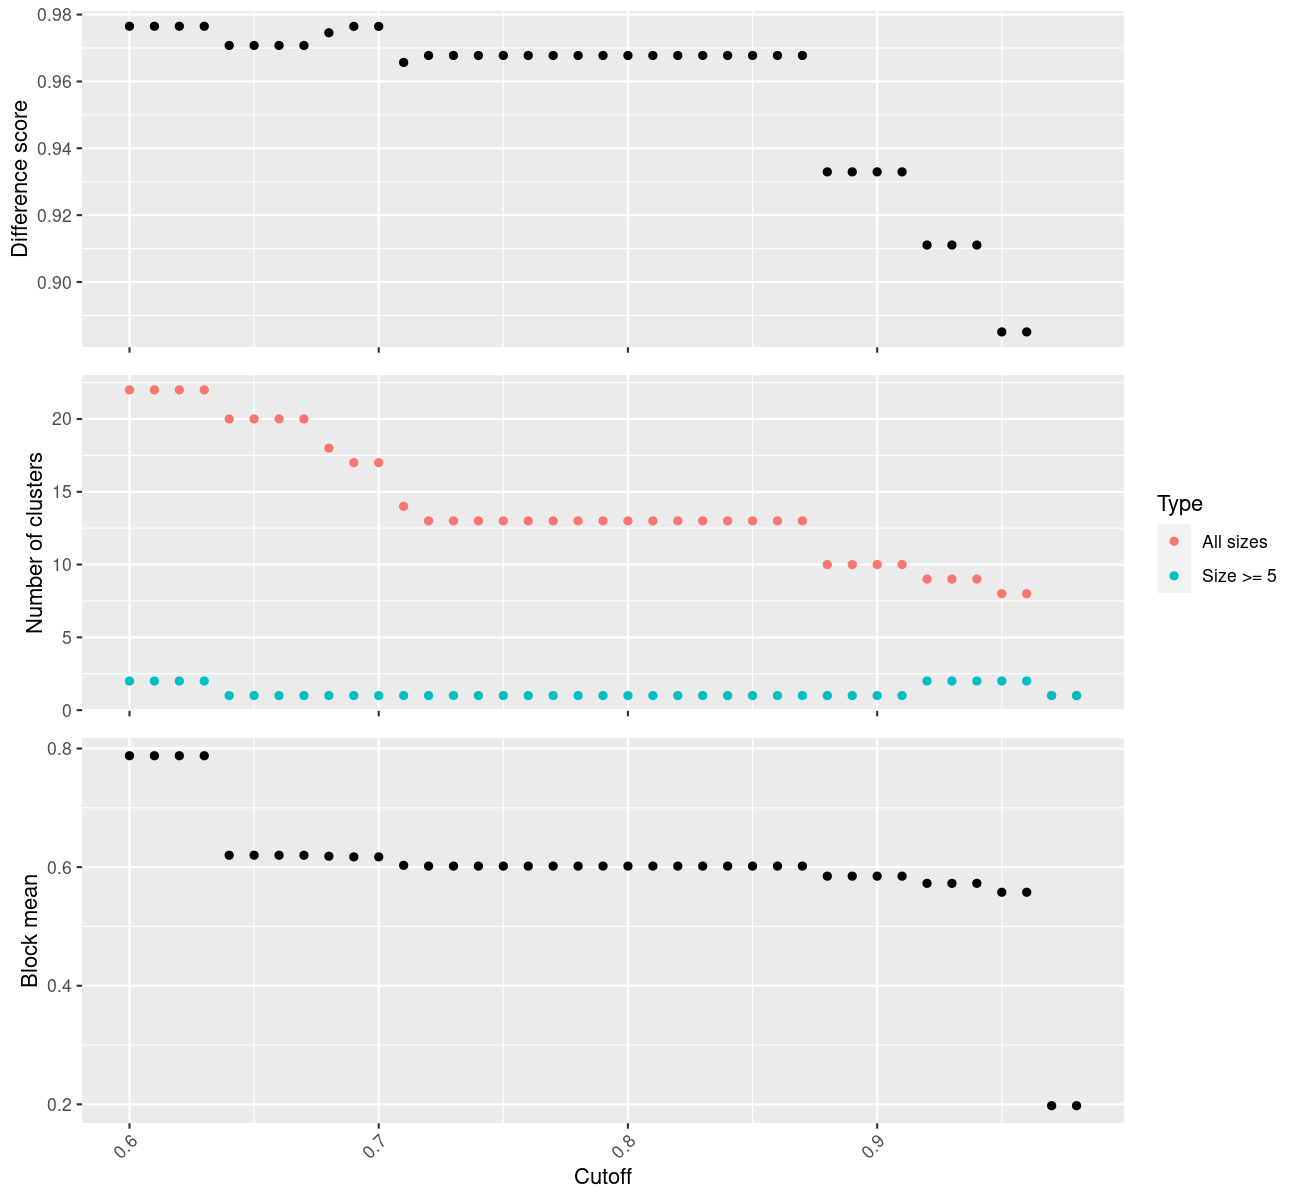 Difference score
0.98
0.96
0.94
0.92
0.90
Number of clusters
20
15
10
5
0
Type
All sizes
Size >= 5
Block mean
0.8
0.6
0.4
0.2
0.6 0.7 0.8 0.9
Cutoff